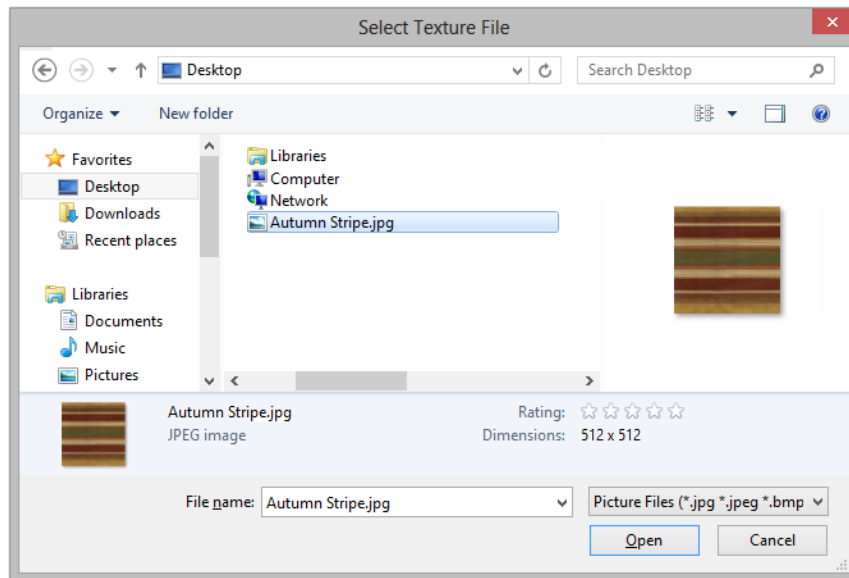 Select Texture File
Desktop
Search Desktop
Organize
New folder
Favorites
Desktop
Downloads
Recent places
Libraries
Documents
Music
Pictures
Libraries
Computer
Network
Autumn Stripe.jpg
Autumn Stripe.jpg
JPEG image
Rating:
Dimensions: 512 x 512
File name: Autumn Stripe.jpg
Picture Files (*.jpg *.jpeg *.bmp
Open
Cancel